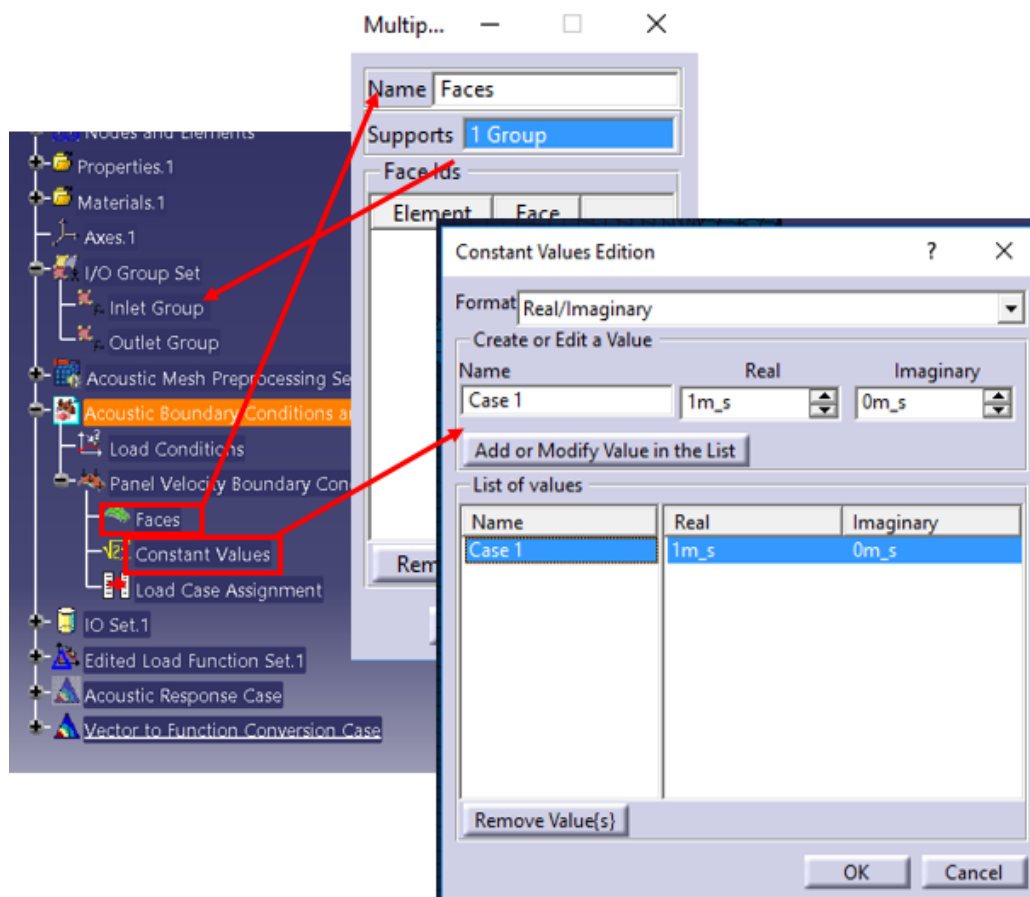 Multip...
Name Faces
Supports 1 Group
Face Ids
Element Face
Nodes and Elements
Properties.1
Materials.1
Axes.1
I/O Group Set
Inlet Group
Outlet Group
Acoustic Mesh Preprocessing Se
Acoustic Boundary Conditions a
Load Conditions
Panel Velocity Boundary Con
Faces
Constant Values
Load Case Assignment
IO Set.1
Edited Load Function Set.1
Acoustic Response Case
Vector to Function Conversion Case
Rem
Constant Values Edition ?
Format Real/Imaginary
Create or Edit a Value
Name Real Imaginary
Case 1 1m_s 0m_s
Add or Modify Value in the List
List of values
Name Real Imaginary
Case 1 1m_s 0m_s
Remove Value{s}
OK Cancel